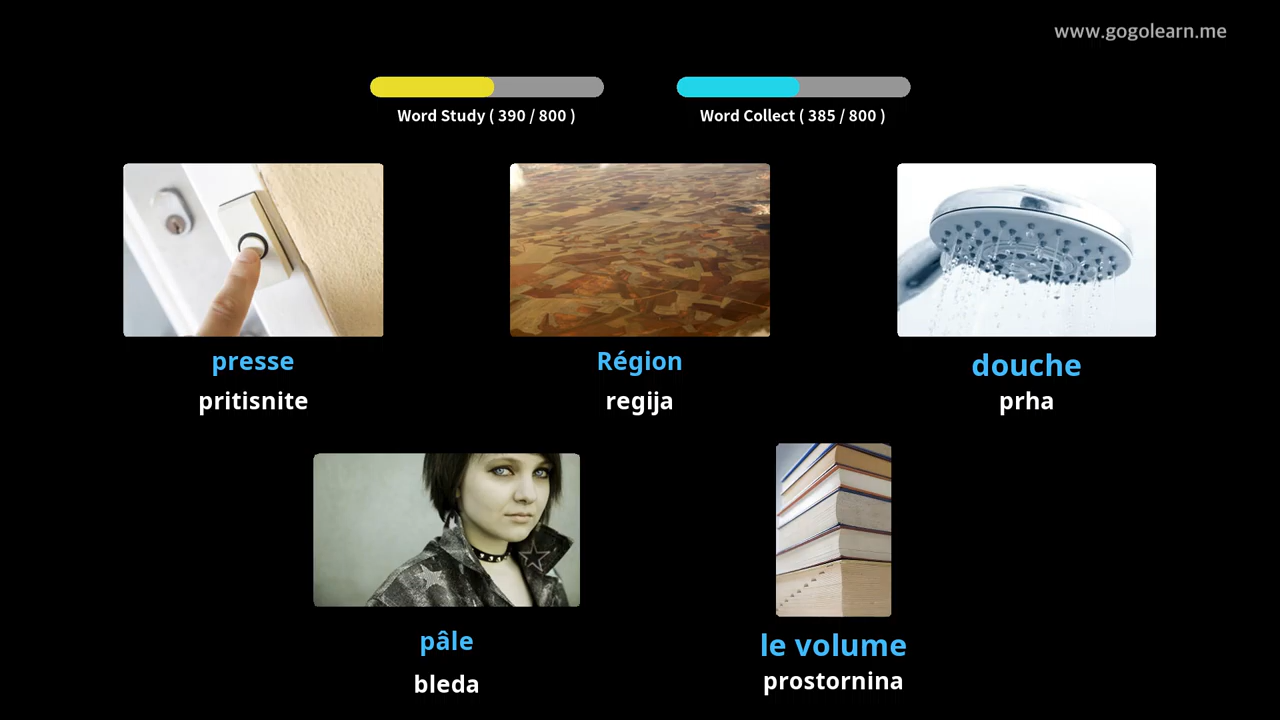 www.gogolearn.me
Word Study ( 390 / 800 )
Word Collect ( 385 / 800 )
presse
Région
douche
pritisnite
regija
prha
pâle
le volume
bleda
prostornina